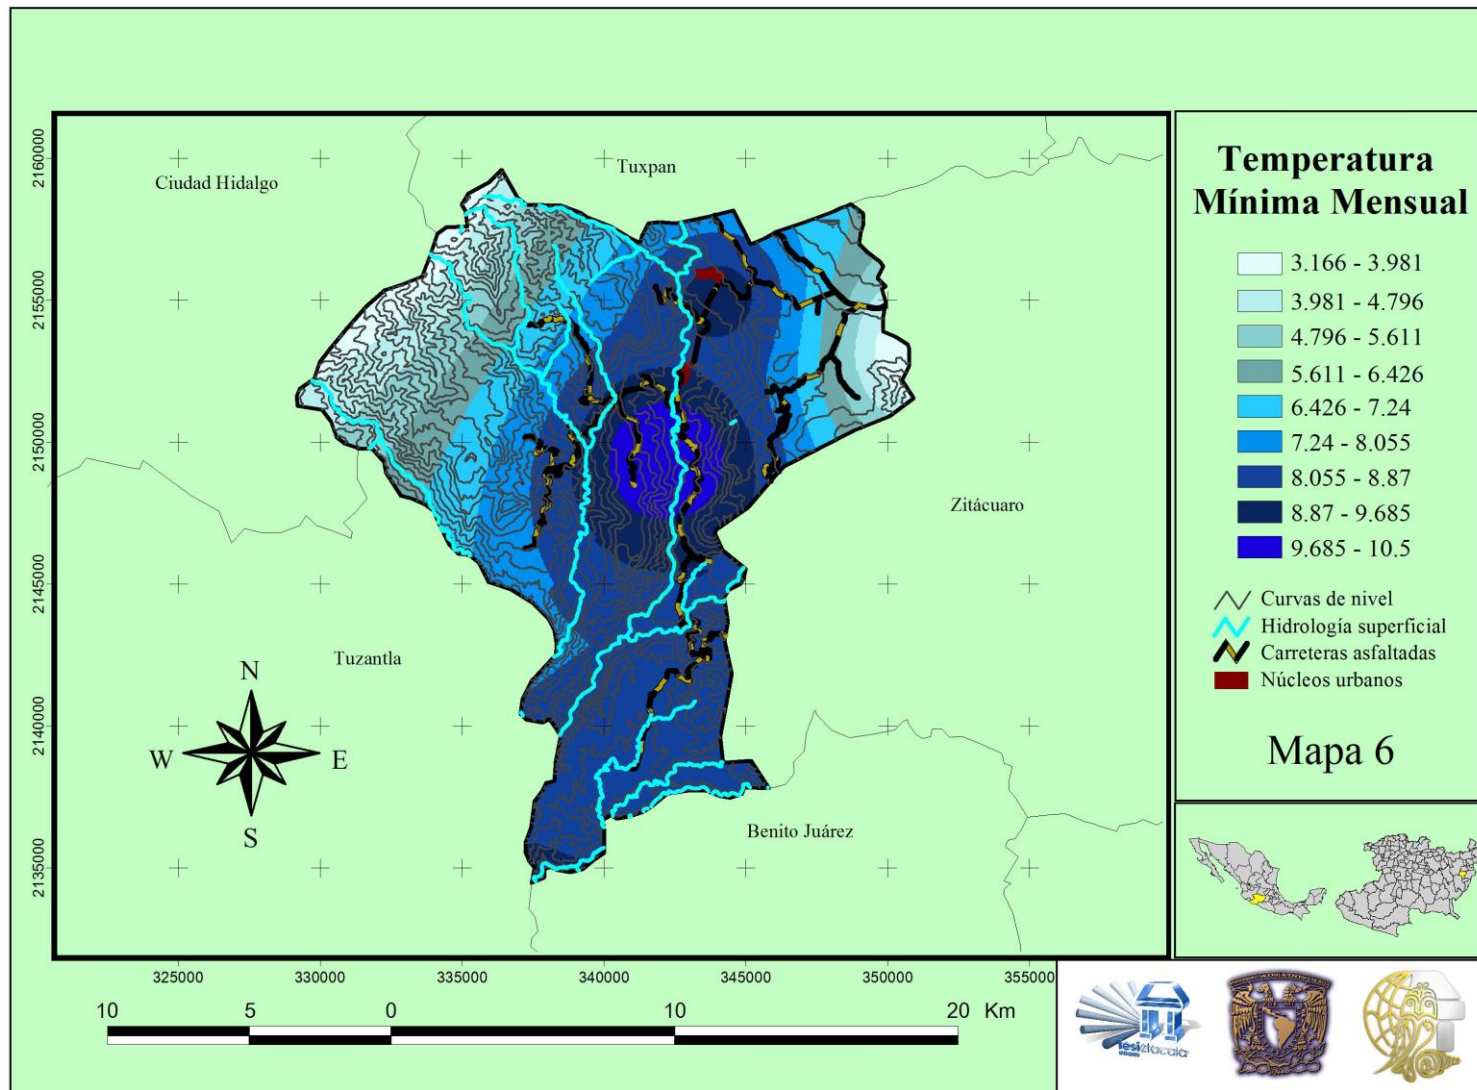 Temperatura
Mínima Mensual
3.166 - 3.981
3.981 - 4.796
4.796 - 5.611
5.611 - 6.426
6.426 - 7.24
7.24 - 8.055
8.055 - 8.87
8.87 - 9.685
9.685 - 10.5
Curvas de nivel
Hidrología superficial
Carreteras asfaltadas
Núcleos urbanos
Mapa 6
Ciudad Hidalgo
Tuxpan
Zitácuaro
Tuzantla
Benito Juárez
N
W
E
S
2160000
2155000
2150000
2145000
2140000
2135000
325000
330000
335000
340000
345000
350000
355000
10
5
0
10
20
Km